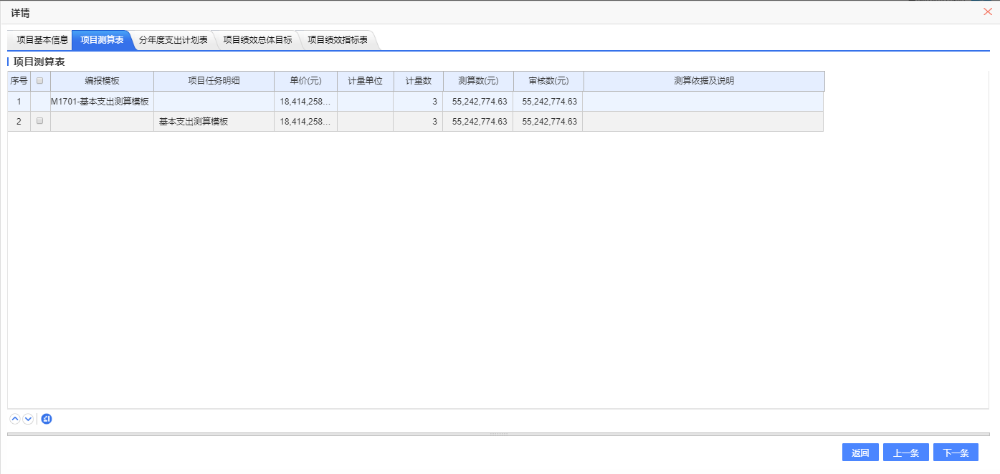 详情
项目基本信息 项目测算表 分年度支出计划表 项目绩效总体目标 项目绩效指标表
项目测算表
序号 编报模板 项目任务明细 单价(元) 计量单位 计量数 测算数(元) 审核数(元) 测算依据及说明
1 M1701-基本支出测算模板 18,414,258... 3 55,242,774.63 55,242,774.63
2 基本支出测算模板 18,414,258... 3 55,242,774.63 55,242,774.63
返回 上一条 下一条